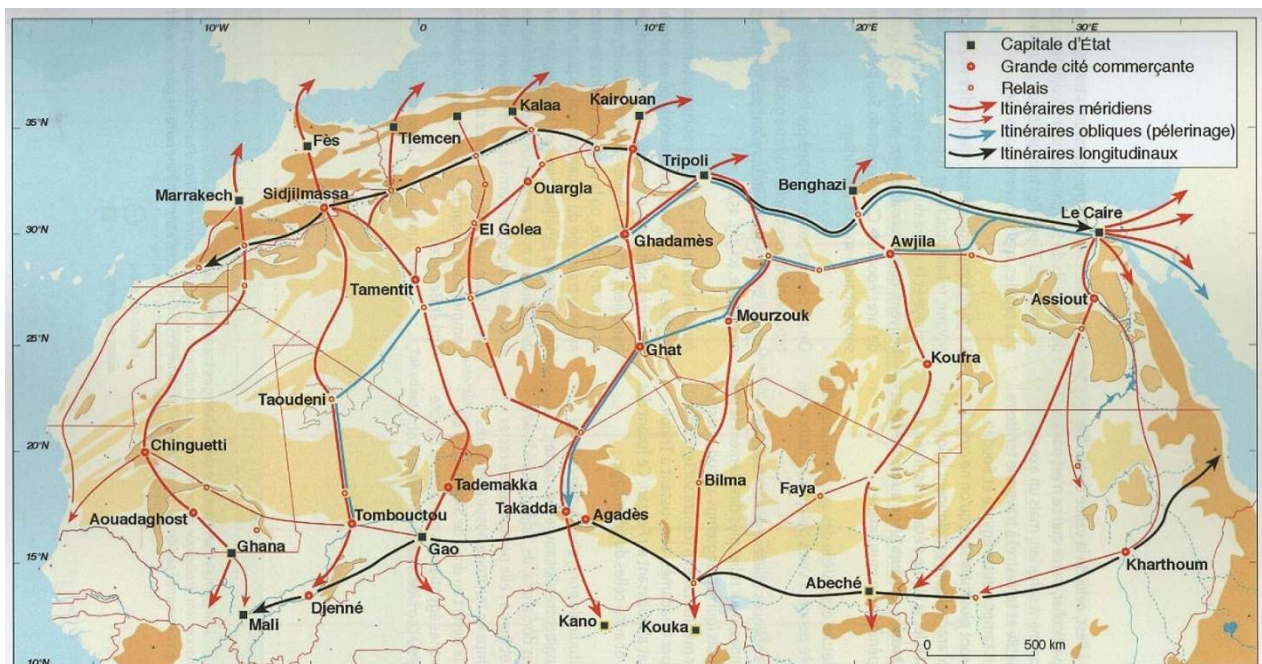 10°W
0
10°E
20°E
30°E
Capitale d'État
Grande cité commerçante
Relais
Itinéraires méridiens
Itinéraires obliques (pélerinage)
Itinéraires longitudinaux
35°N
Fès
Tlemcen
Kalaa
Kairouan
Marrakech
Sidjilmassa
Ouargla
Tripoli
Benghazi
Le Caire
30°N
El Golea
Ghadamès
Awjila
Tamentit
Mourzouk
Assiout
25°N
Ghat
Koufra
Taoudeni
20°N
Chinguetti
Tademakka
Takadda
Bilma
Faya
Aouadaghost
Tombouctou
Agadès
15°N
Ghana
Gao
Kharthoum
Djenné
Abeché
Mali
Kano
Kouka
0
500 km
10°N